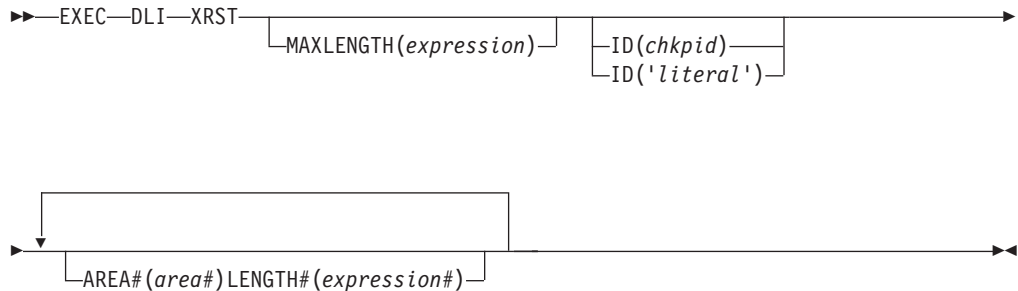 EXEC DLI XRST
MAXLENGTH(expression)
ID(chkpid)
ID('literal')
AREA#(area#)LENGTH#(expression#)